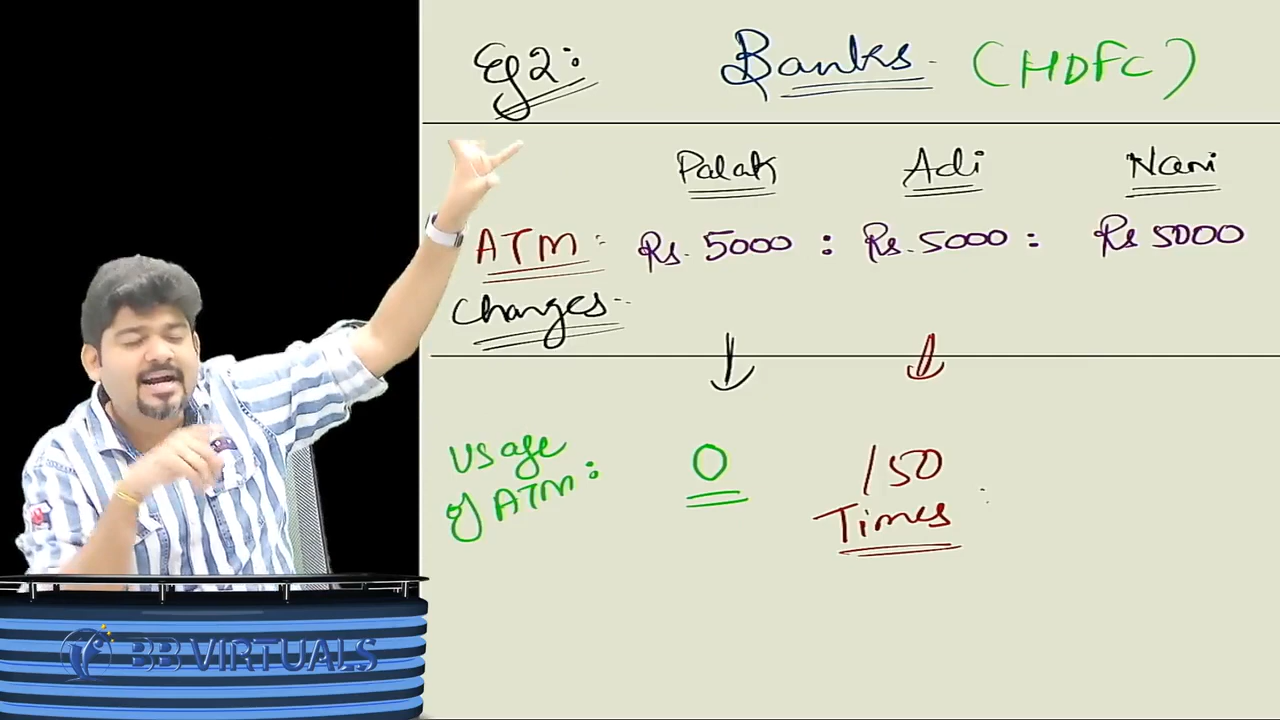 Eg 2: Banks. (HDFC)
Palak Adi Nani
ATM: Rs. 5000 : Rs. 5000 : Rs 5000
Charges
Usage 0 150
of ATM: Times
BB VIRTUALS